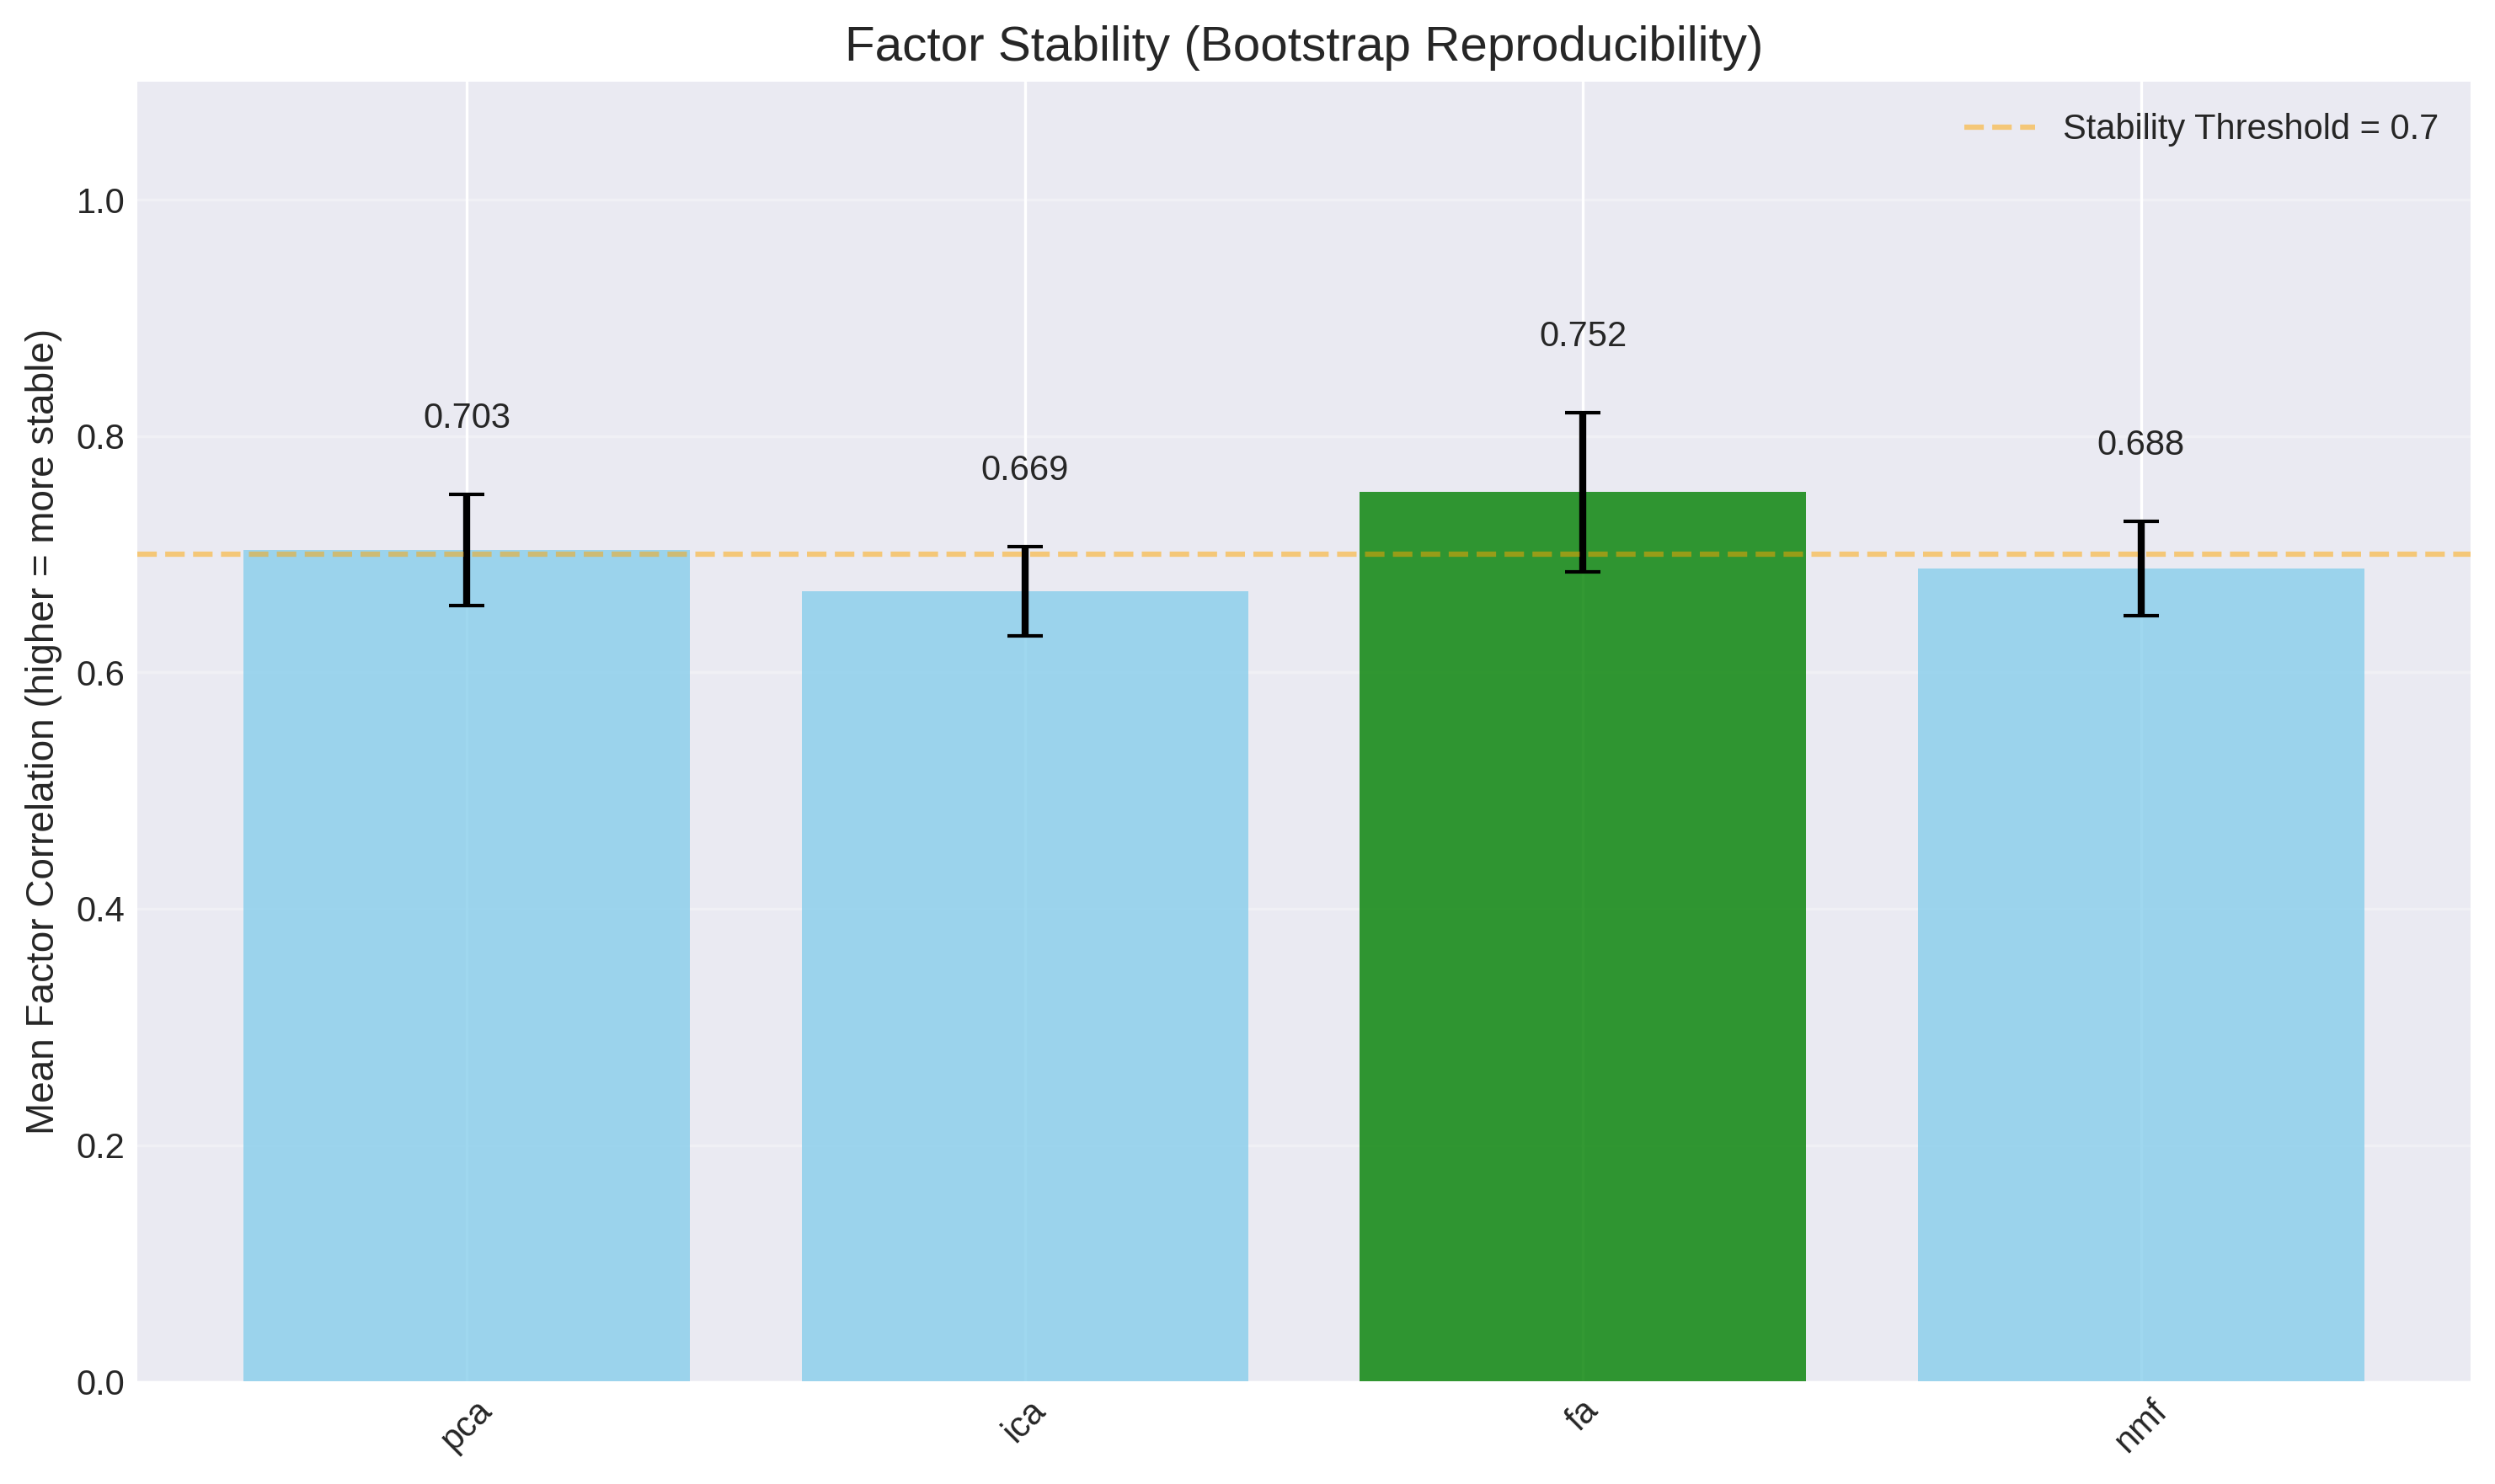 Factor Stability (Bootstrap Reproducibility)
Stability Threshold = 0.7
Mean Factor Correlation (higher = more stable)
1.0
0.8
0.6
0.4
0.2
0.0
0.703
0.669
0.752
0.688
pca
ica
fa
nmf